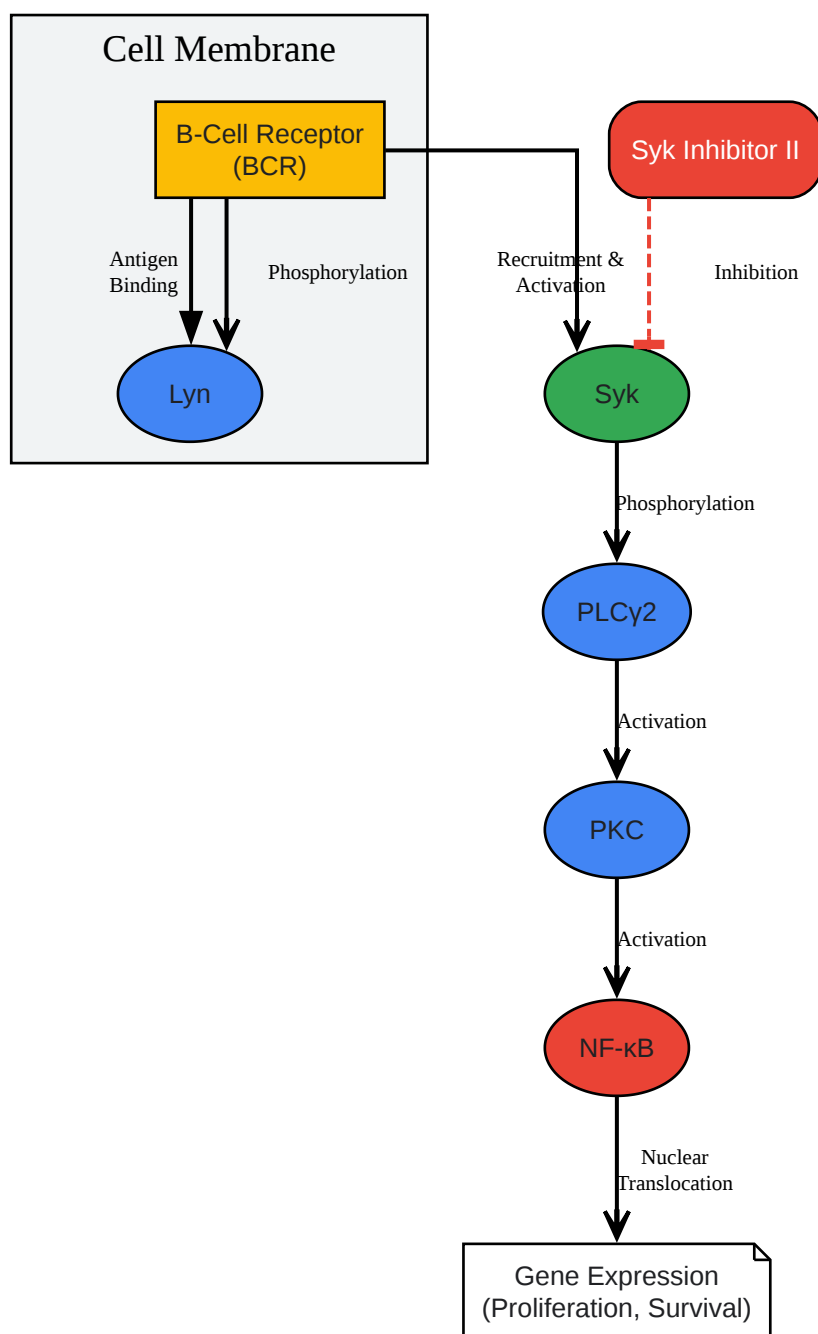 Cell Membrane
B-Cell Receptor
(BCR)
Syk Inhibitor II
Antigen
Binding
Phosphorylation
Recruitment &
Activation
Inhibition
Lyn
Syk
Phosphorylation
PLCγ2
Activation
PKC
Activation
NF-κB
Nuclear
Translocation
Gene Expression
(Proliferation, Survival)